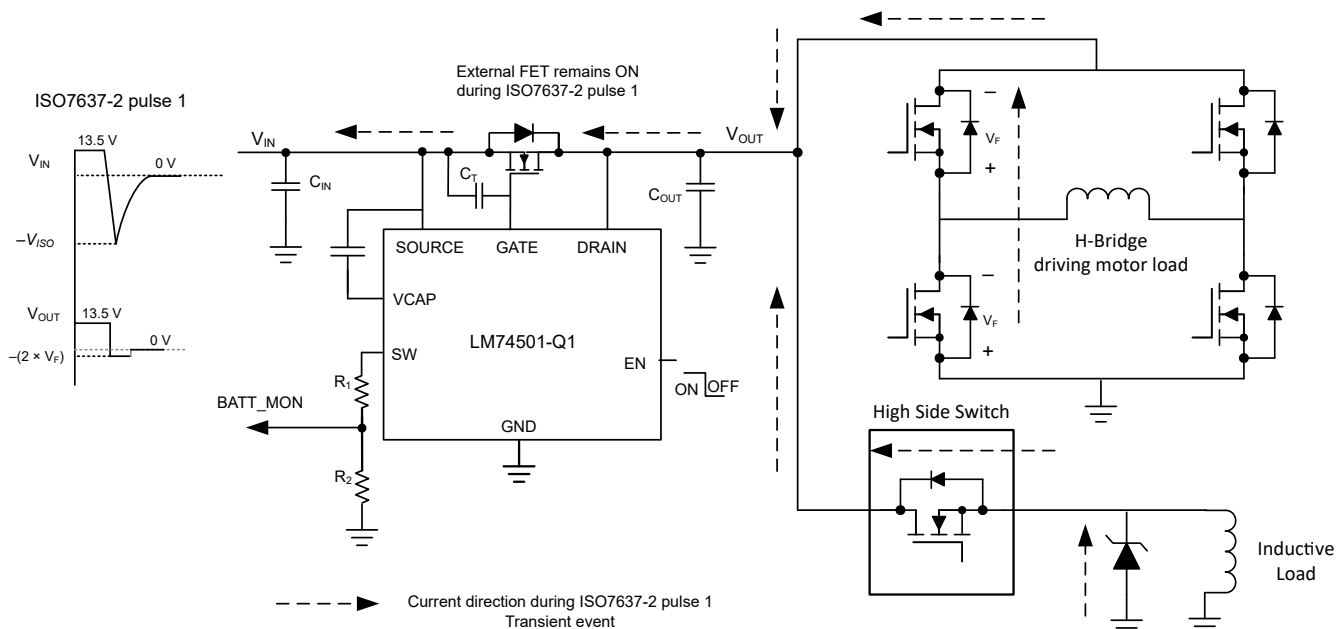 ISO7637-2 pulse 1
13.5 V
V_IN
0 V
−V_ISO
V_OUT
13.5 V
0 V
−(2 × V_F)
External FET remains ON
during ISO7637-2 pulse 1
V_IN
V_OUT
C_IN
C_T
C_OUT
SOURCE
GATE
DRAIN
VCAP
LM74501-Q1
SW
EN
ON
OFF
GND
R_1
BATT_MON
R_2
−
V_F
+
H-Bridge
driving motor load
−
V_F
+
High Side Switch
Inductive
Load
Current direction during ISO7637-2 pulse 1
Transient event